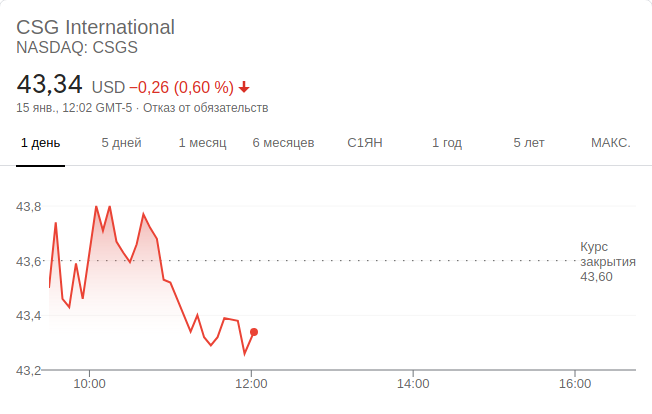 CSG International
NASDAQ: CSGS
43,34 USD −0,26 (0,60 %)
15 янв., 12:02 GMT-5 · Отказ от обязательств
1 день 5 дней 1 месяц 6 месяцев С1ЯН 1 год 5 лет МАКС.
43,8
43,6
43,4
43,2
Курс
закрытия
43,60
10:00 12:00 14:00 16:00